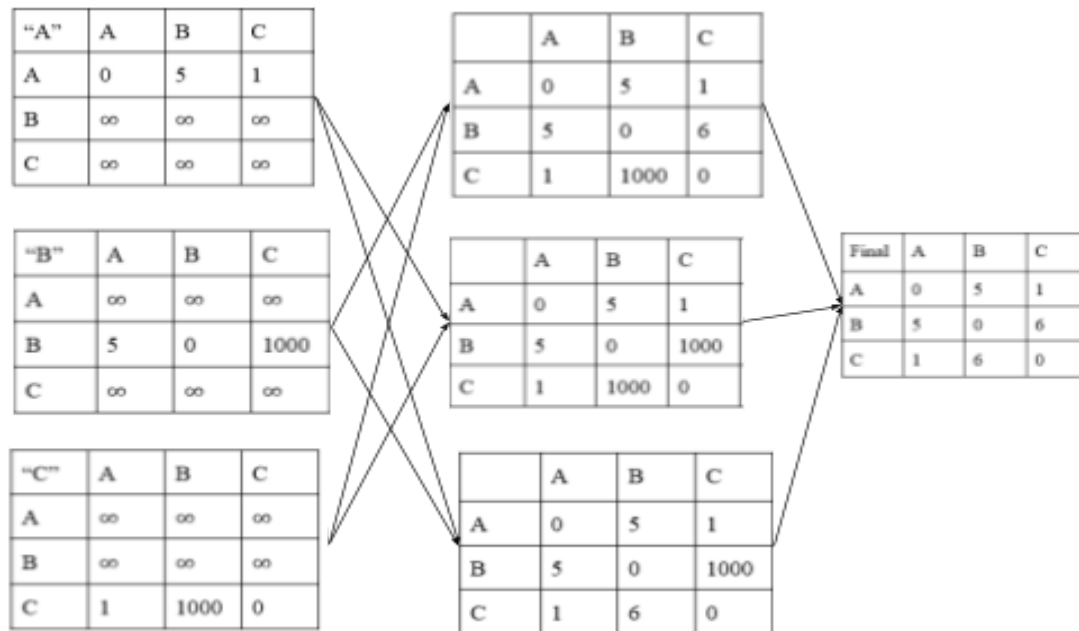 “A” A B C
A 0 5 1
B ∞ ∞ ∞
C ∞ ∞ ∞
“B” A B C
A ∞ ∞ ∞
B 5 0 1000
C ∞ ∞ ∞
“C” A B C
A ∞ ∞ ∞
B ∞ ∞ ∞
C 1 1000 0
A B C
A 0 5 1
B 5 0 6
C 1 1000 0
A B C
A 0 5 1
B 5 0 1000
C 1 1000 0
A B C
A 0 5 1
B 5 0 1000
C 1 6 0
Final A B C
A 0 5 1
B 5 0 6
C 1 6 0